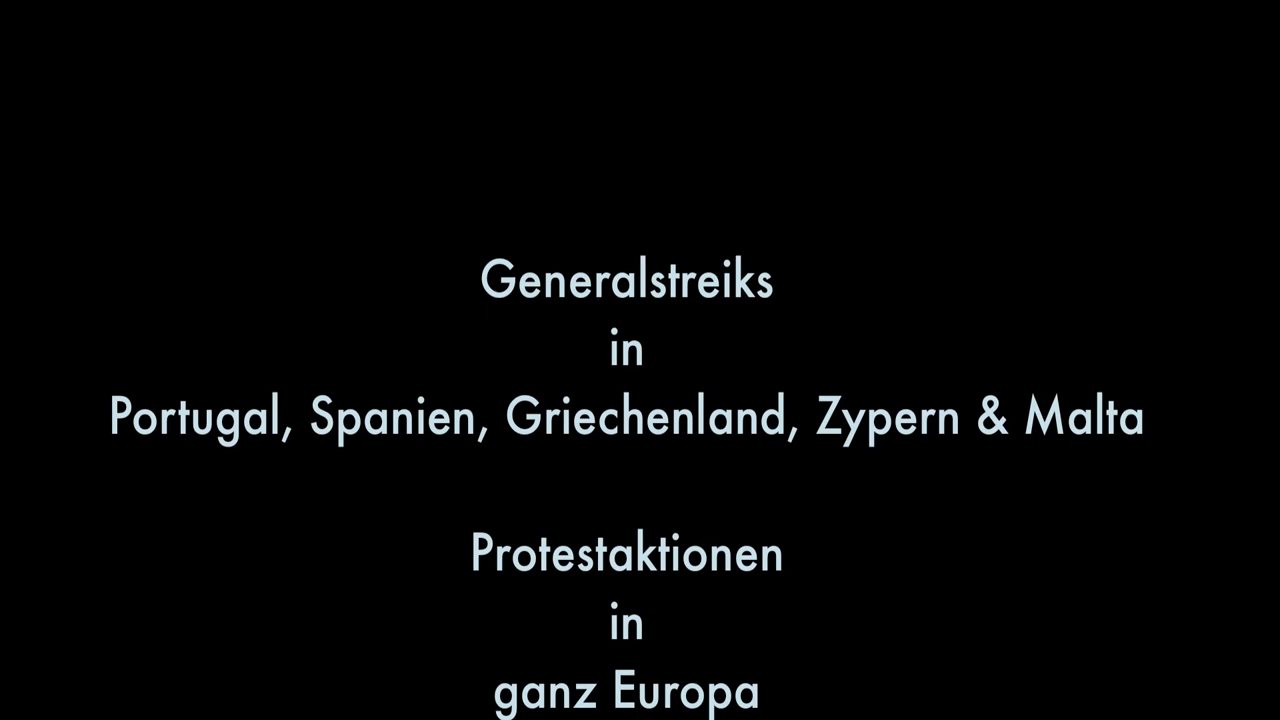 Generalstreiks
in
Portugal, Spanien, Griechenland, Zypern & Malta
Protestaktionen
in
ganz Europa